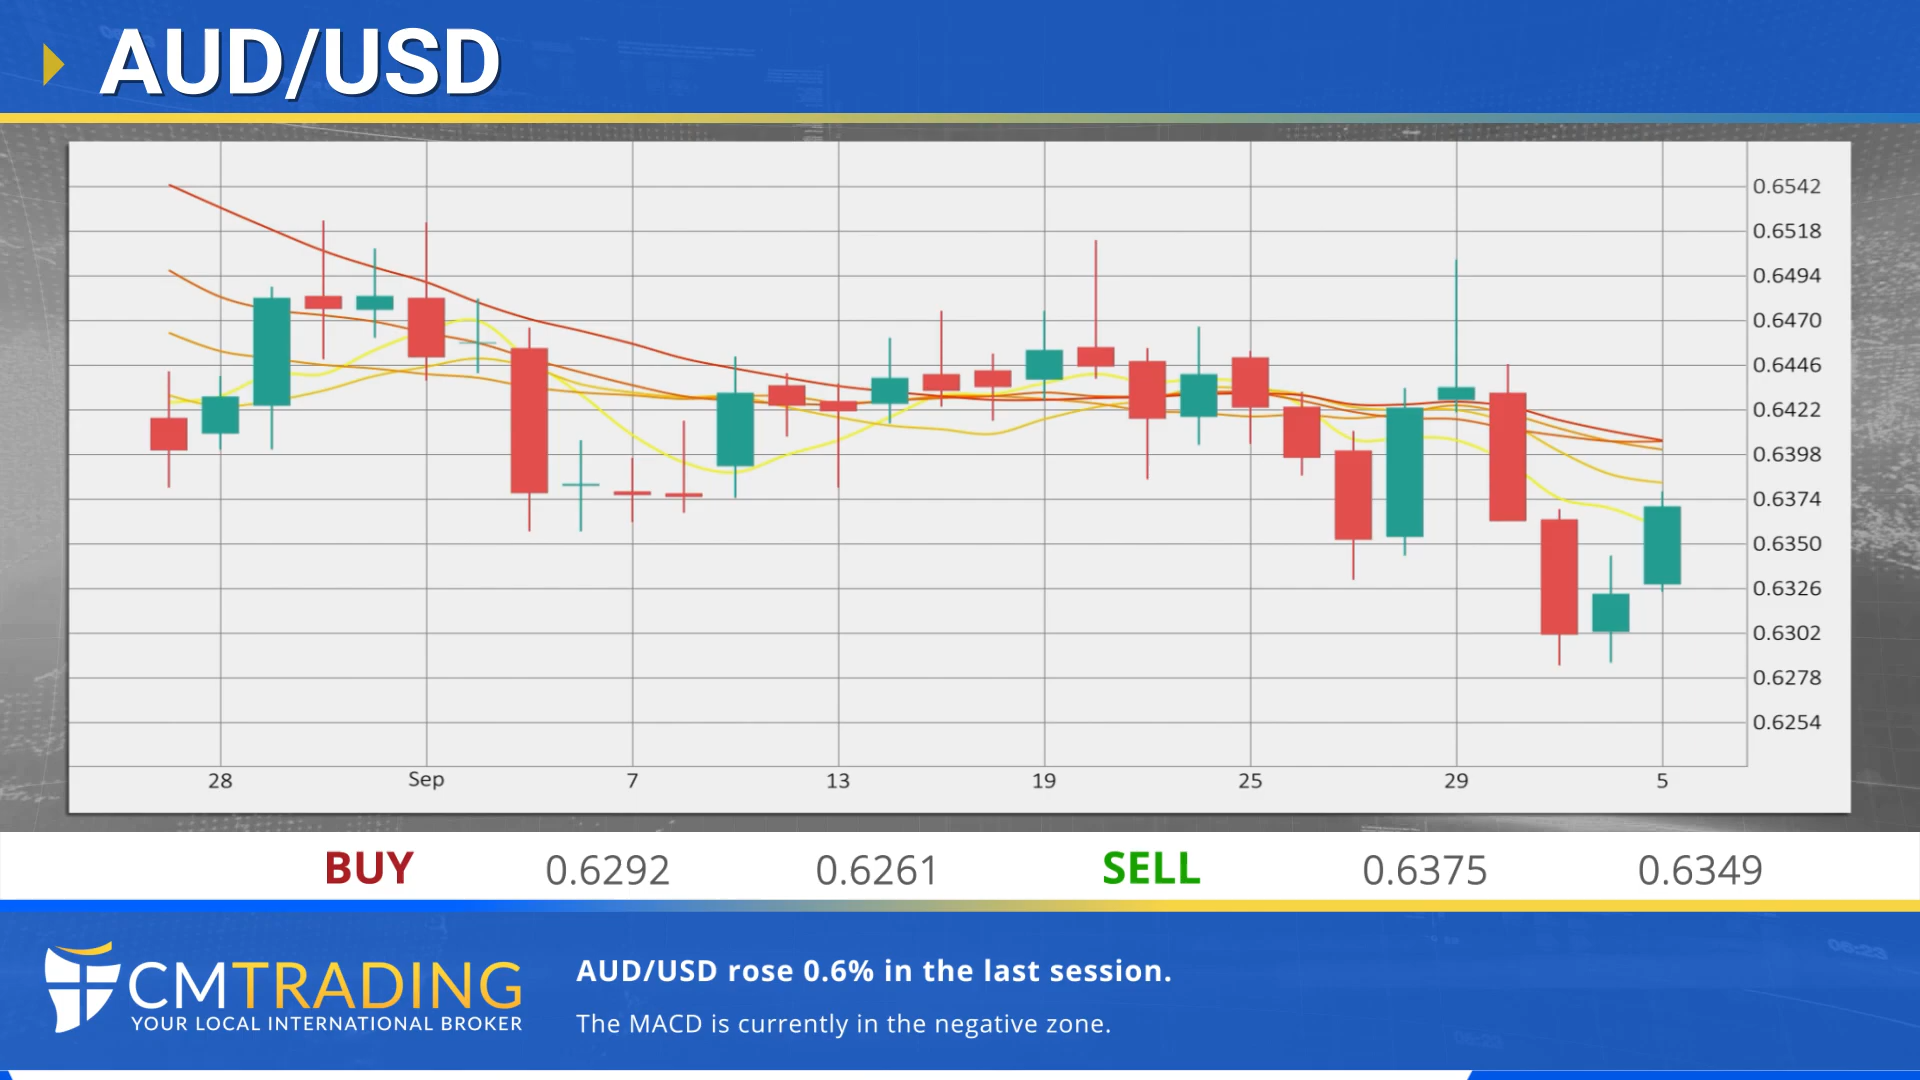 AUD/USD
0.6542
0.6518
0.6494
0.6470
0.6446
0.6422
0.6398
0.6374
0.6350
0.6326
0.6302
0.6278
0.6254
28 Sep 7 13 19 25 29 5
BUY 0.6292 0.6261 SELL 0.6375 0.6349
CMTRADING
YOUR LOCAL INTERNATIONAL BROKER
AUD/USD rose 0.6% in the last session.
The MACD is currently in the negative zone.